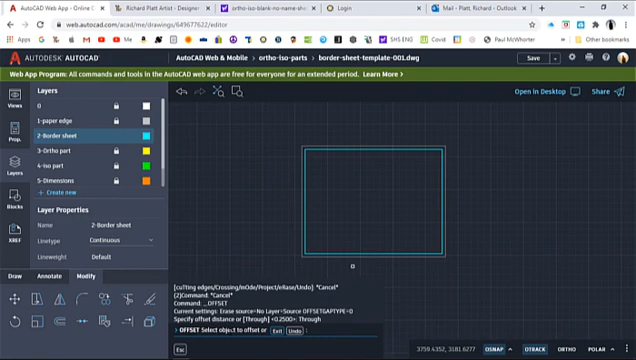 AutoCAD Web App - Online C
Richard Platt Artist - Designer
ortho-iso-blank-no-name-sh
Login
Mail - Platt, Richard - Outlook
web.autocad.com/acad/me/drawings/649677622/editor
Apps
SHS ENG
Covid
Paul McWhorter
Other bookmarks
AUTODESK® AUTOCAD®
AutoCAD Web & Mobile > ortho-iso-parts > border-sheet-template-001.dwg
Save
Web App Program: All commands and tools in the AutoCAD web app are free for everyone for an extended period. Learn More >
Views
Prop.
Layers
Blocks
XREF
Layers
0
1-paper edge
2-Border sheet
3-Ortho part
4-iso part
5-Dimensions
+ Create new
Layer Properties
Name 2-Border sheet
Linetype Continuous
Lineweight Default
Draw Annotate Modify
Open in Desktop
Share
[cuTting edges/Crossing/mOde/Project/eRase/Undo]: *Cancel*
[Z]Command: *Cancel*
Command: _OFFSET
Current settings: Erase source=No Layer=Source OFFSETGAPTYPE=0
Specify offset distance or [Through] <0.2500>: Through
> OFFSET Select object to offset or Exit Undo :
Esc
3759.4352, 3181.6277 OSNAP OTRACK ORTHO POLAR